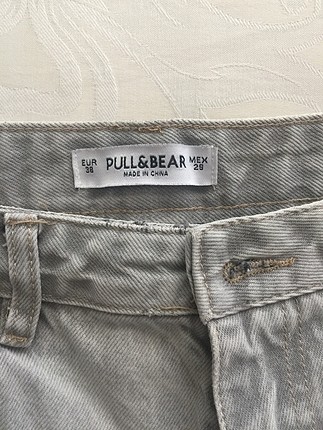 EUR 38 PULL&BEAR MEX 28
MADE IN CHINA